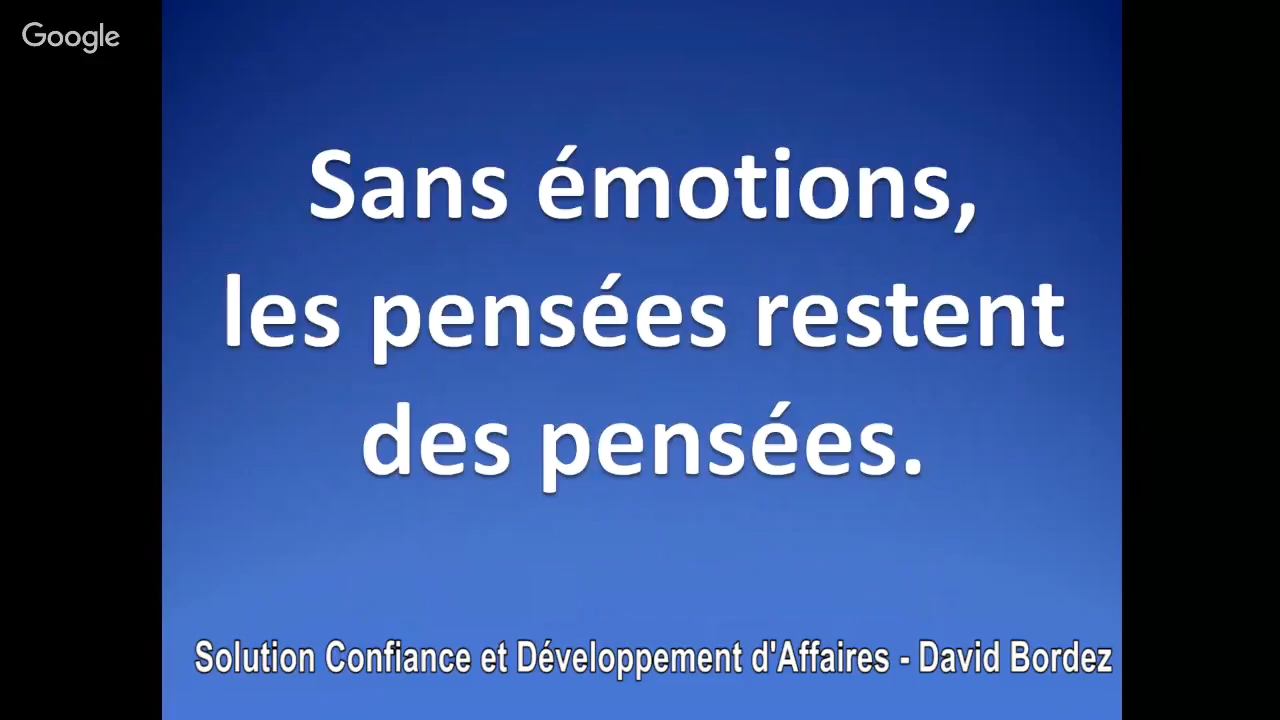 Google
Sans émotions,
les pensées restent
des pensées.
Solution Confiance et Développement d'Affaires - David Bordez